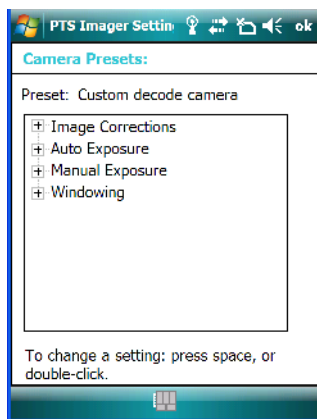 PTS Imager Settin
ok
Camera Presets:
Preset: Custom decode camera
Image Corrections
Auto Exposure
Manual Exposure
Windowing
To change a setting: press space, or
double-click.